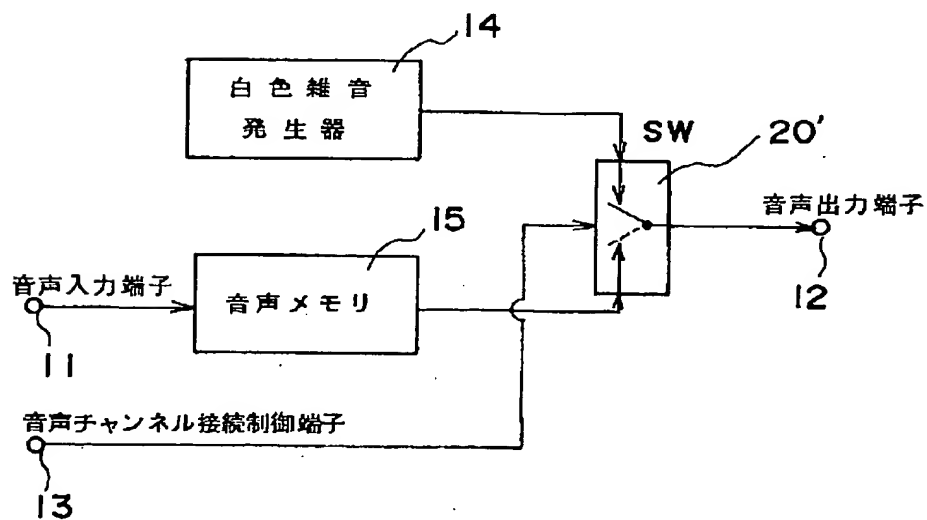 14
白色雑音
発生器
SW
20'
音声出力端子
12
15
音声入力端子
音声メモリ
11
音声チャンネル接続制御端子
13